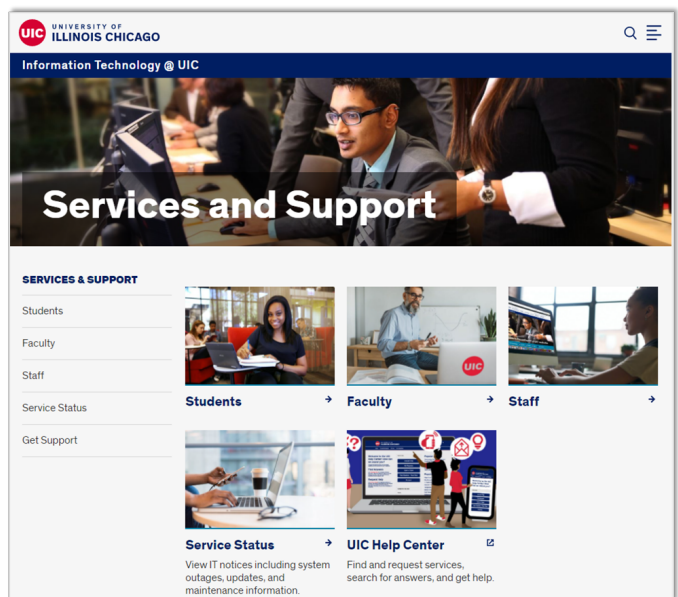 UIC
UNIVERSITY OF
ILLINOIS CHICAGO
Information Technology @ UIC
Services and Support
SERVICES & SUPPORT
Students
Faculty
Staff
Service Status
Get Support
UIC
Students
Faculty
Staff
Service Status
View IT notices including system
outages, updates, and
maintenance information.
UIC Help Center
Find and request services,
search for answers, and get help.